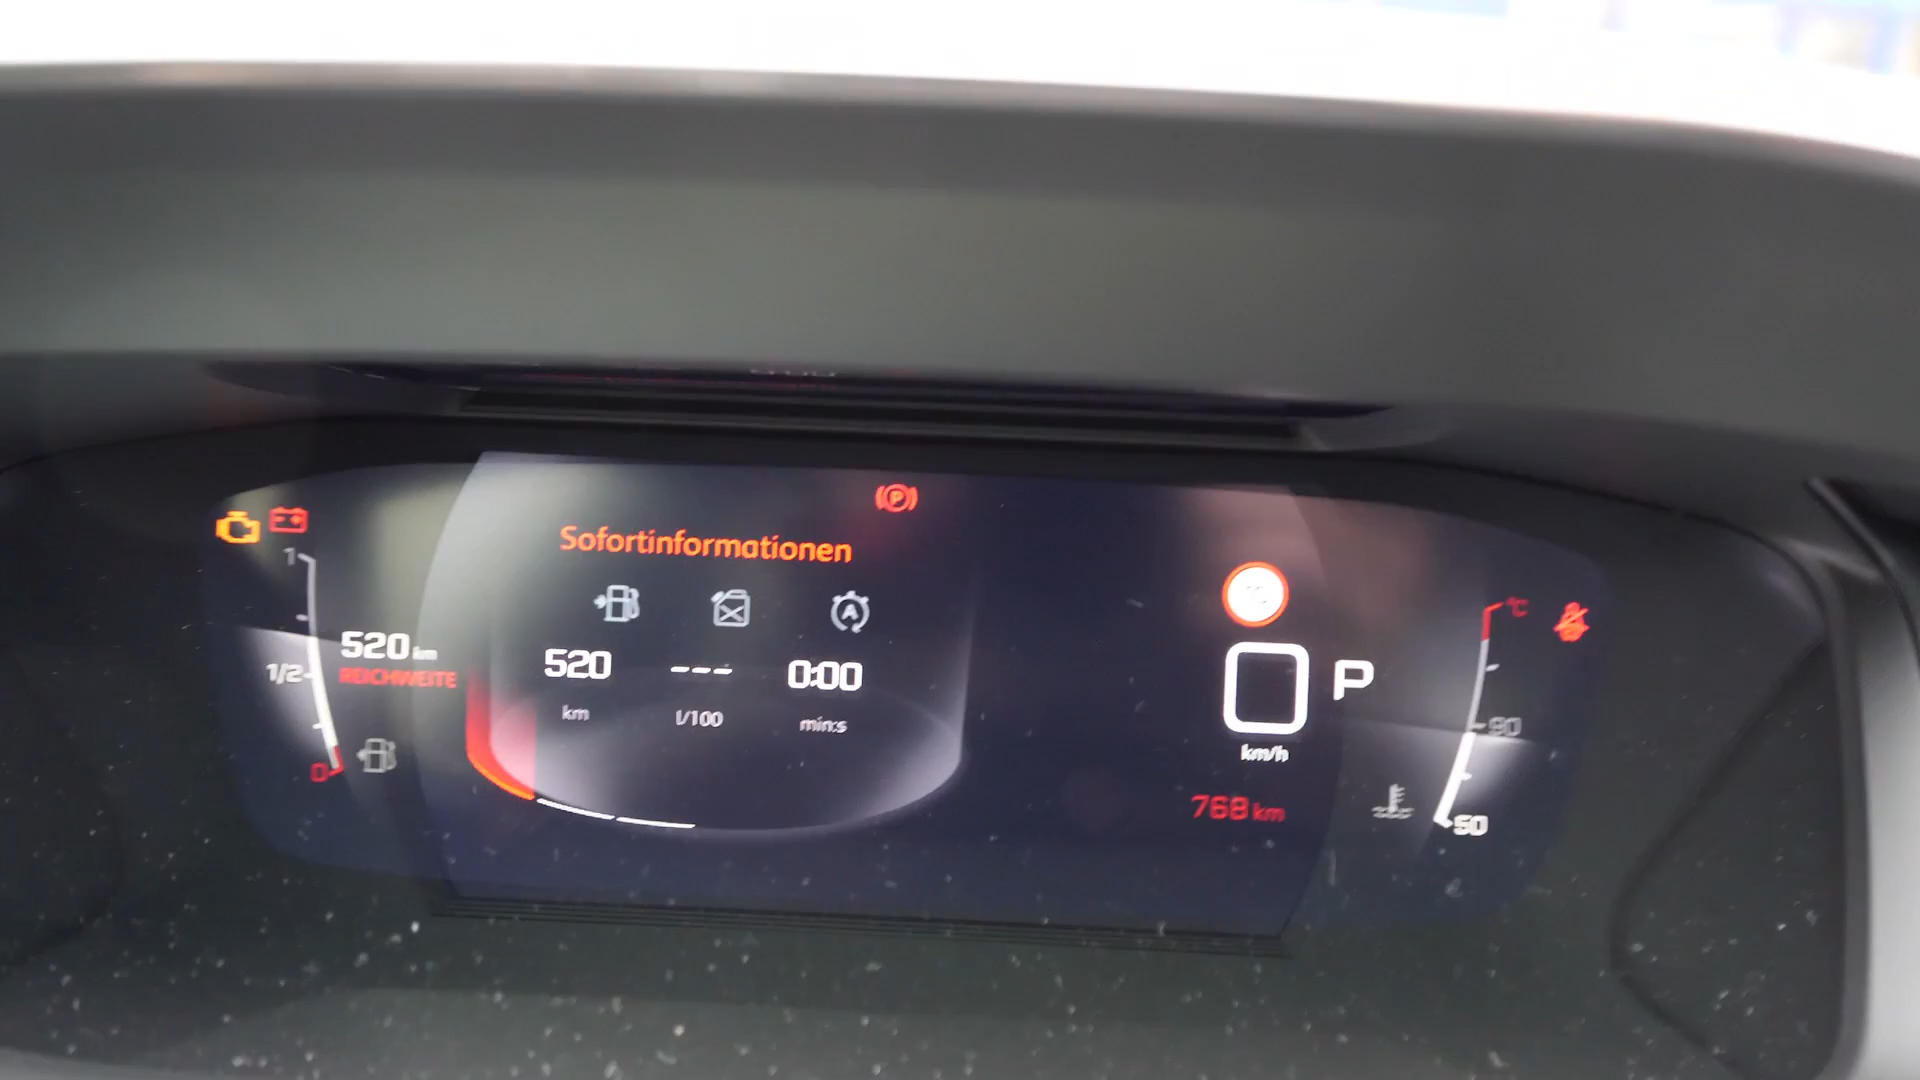 Sofortinformationen
1
1/2
0
520 km
REICHWEITE
520
---
0:00
km
l/100
min:s
0
km/h
P
768 km
°C
90
50